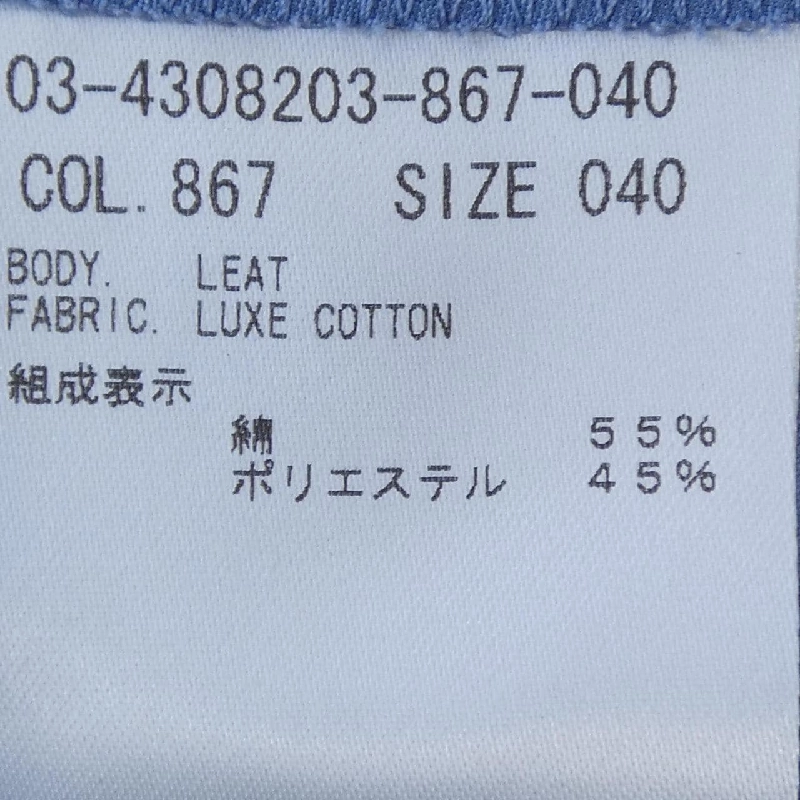 03-4308203-867-040
COL. 867 SIZE 040
BODY. LEAT
FABRIC. LUXE COTTON
組成表示
綿 55%
ポリエステル 45%